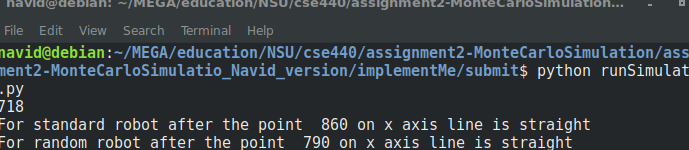 navid@debian: ~/MEGA/education/NSU/cse440/assignment2-MonteCarloSimulation...
File Edit View Search Terminal Help
navid@debian:~/MEGA/education/NSU/cse440/assignment2-MonteCarloSimulation/ass
ment2-MonteCarloSimulatio_Navid_version/implementMe/submit$ python runSimulat
.py
718
For standard robot after the point  860 on x axis line is straight
For random robot after the point  790 on x axis line is straight